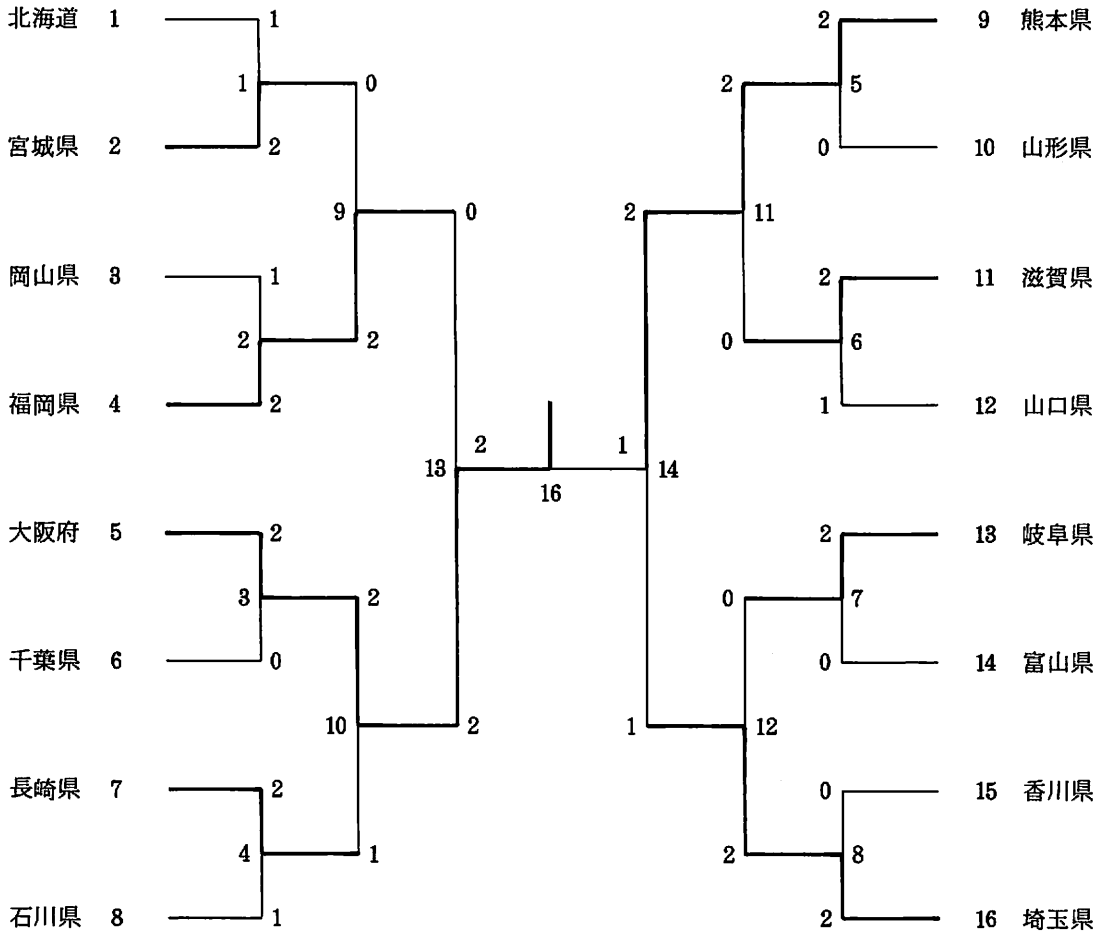 北海道 1 1 2 9 熊本県
1 0 2 5
宮城県 2 2 0 10 山形県
9 0 2 11
岡山県 3 1 2 11 滋賀県
2 2 0 6
福岡県 4 2 1 12 山口県
13 2 1 14
16
大阪府 5 2 2 13 岐阜県
3 2 0 7
千葉県 6 0 0 14 富山県
10 2 1 12
長崎県 7 2 0 15 香川県
4 1 2 8
石川県 8 1 2 16 埼玉県